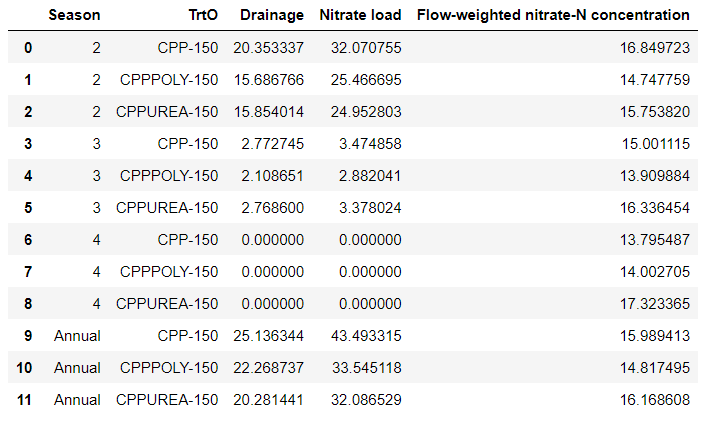 Season TrtO Drainage Nitrate load Flow-weighted nitrate-N concentration
0 2 CPP-150 20.353337 32.070755 16.849723
1 2 CPPPOLY-150 15.686766 25.466695 14.747759
2 2 CPPUREA-150 15.854014 24.952803 15.753820
3 3 CPP-150 2.772745 3.474858 15.001115
4 3 CPPPOLY-150 2.108651 2.882041 13.909884
5 3 CPPUREA-150 2.768600 3.378024 16.336454
6 4 CPP-150 0.000000 0.000000 13.795487
7 4 CPPPOLY-150 0.000000 0.000000 14.002705
8 4 CPPUREA-150 0.000000 0.000000 17.323365
9 Annual CPP-150 25.136344 43.493315 15.989413
10 Annual CPPPOLY-150 22.268737 33.545118 14.817495
11 Annual CPPUREA-150 20.281441 32.086529 16.168608